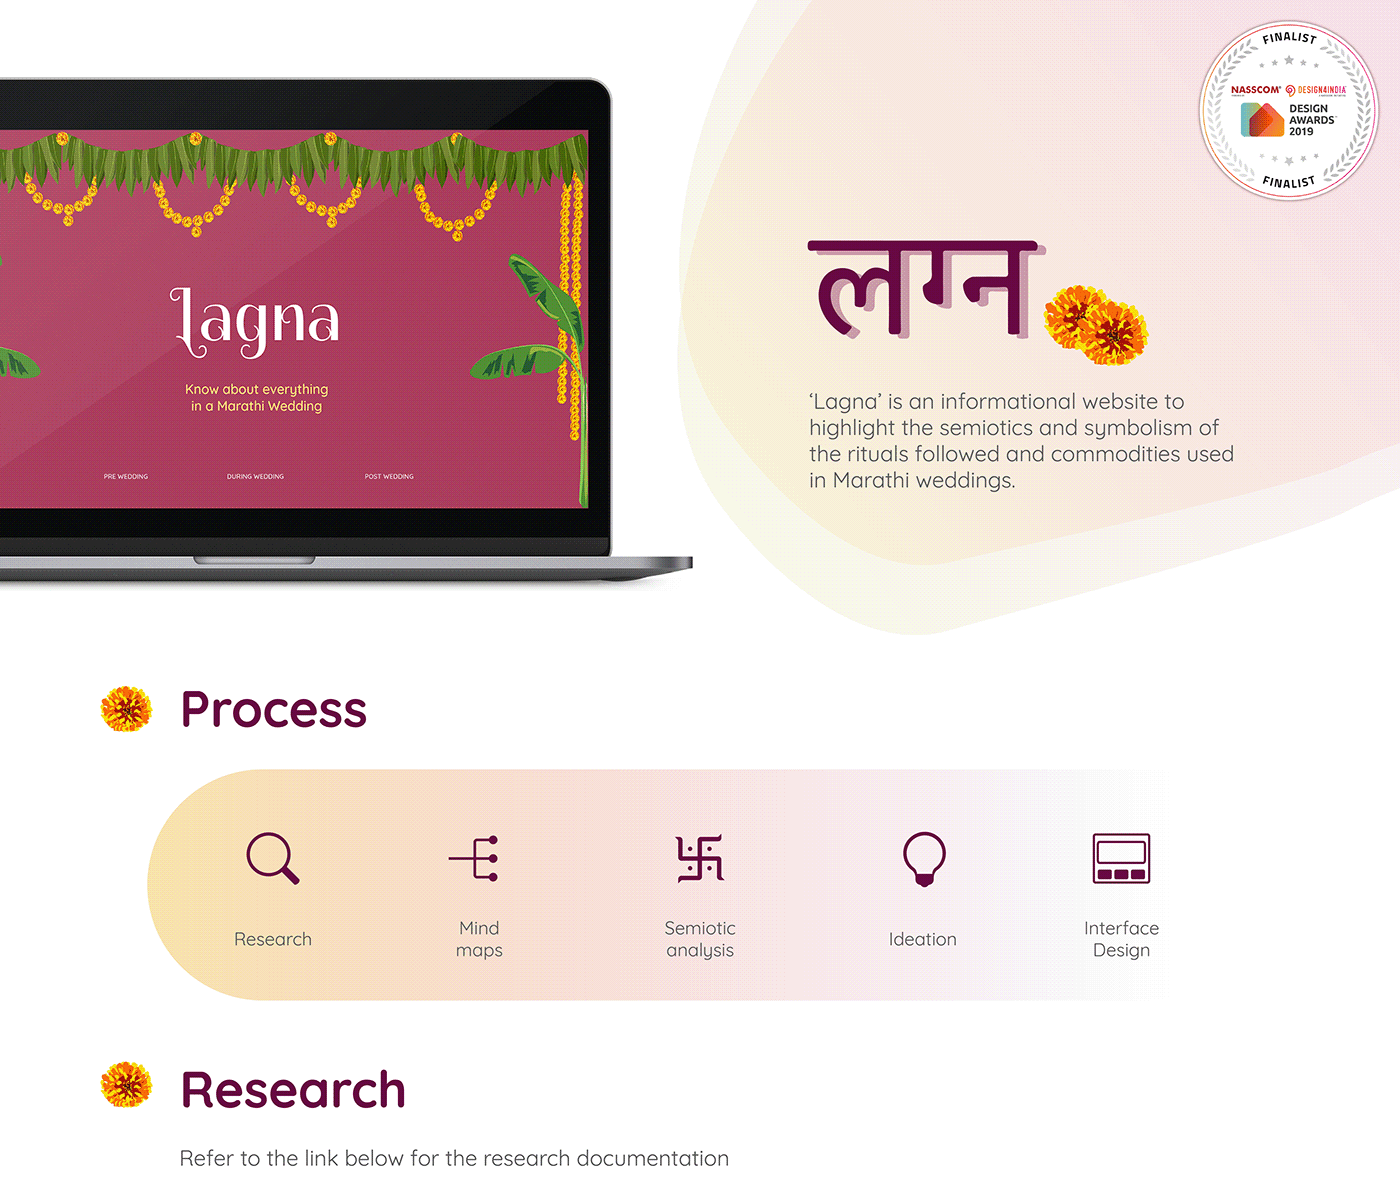 FINALIST
NASSCOM® DESIGN4INDIA
DESIGN
AWARDS
2019
FINALIST
Lagna
Know about everything
in a Marathi Wedding
PRE WEDDING
DURING WEDDING
POST WEDDING
लग्न
‘Lagna’ is an informational website to
highlight the semiotics and symbolism of
the rituals followed and commodities used
in Marathi weddings.
Process
Research
Mind
maps
Semiotic
analysis
Ideation
Interface
Design
Research
Refer to the link below for the research documentation